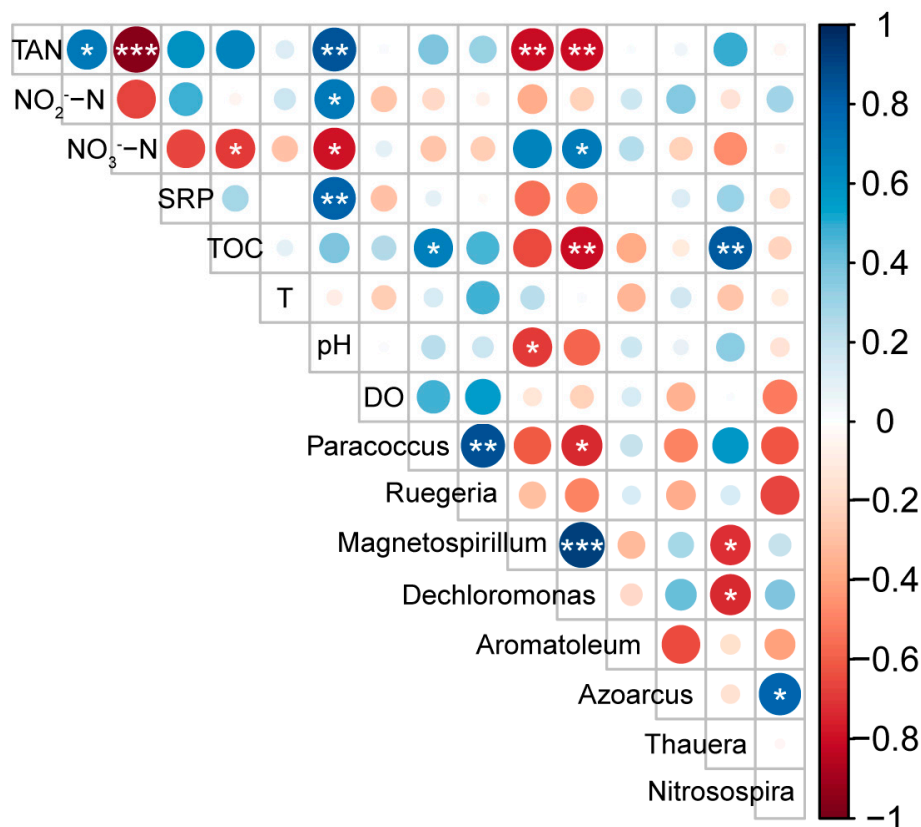 TAN * *** ** ** **
NO₂⁻−N *
NO₃⁻−N * * *
SRP **
TOC * ** **
T
pH *
DO
Paracoccus ** *
Ruegeria
Magnetospirillum *** *
Dechloromonas *
Aromatoleum
Azoarcus *
Thauera
Nitrosospira
1
0.8
0.6
0.4
0.2
0
−0.2
−0.4
−0.6
−0.8
−1